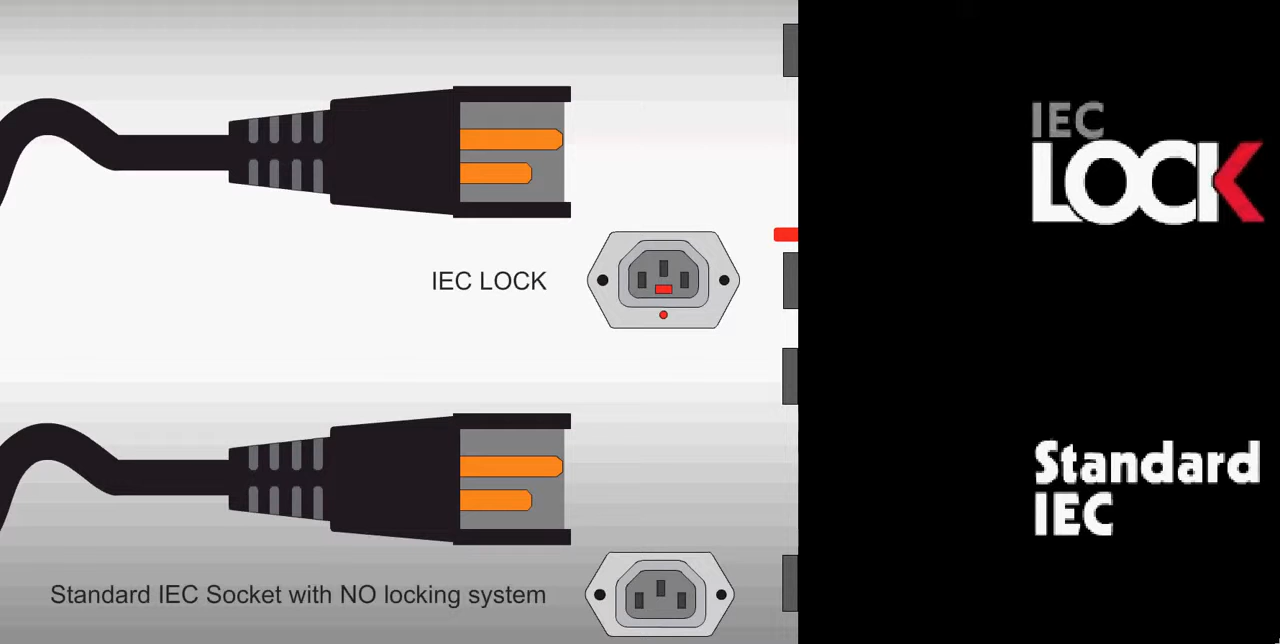 IEC
LOCK
IEC LOCK
Standard
IEC
Standard IEC Socket with NO locking system